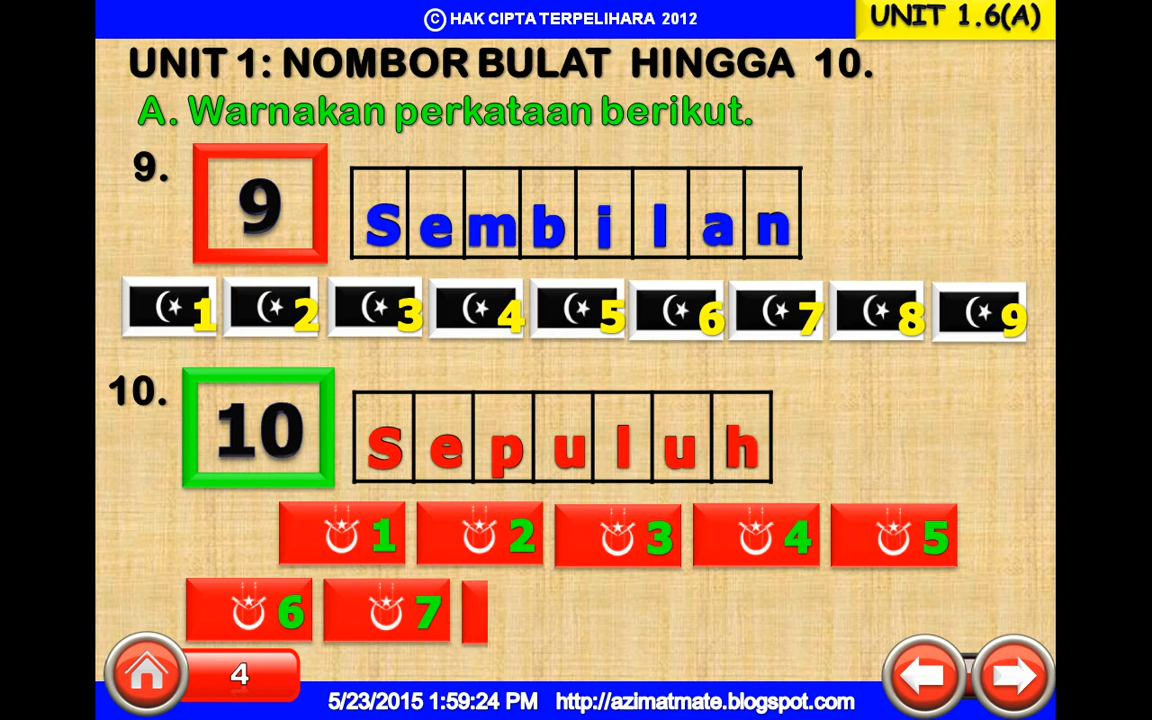 © HAK CIPTA TERPELIHARA 2012
UNIT 1.6(A)
UNIT 1: NOMBOR BULAT HINGGA 10.
A. Warnakan perkataan berikut.
9. 9 Sembilan
1 2 3 4 5 6 7 8 9
10. 10 Sepuluh
1 2 3 4 5
6 7
4
5/23/2015 1:59:24 PM http://azimatmate.blogspot.com